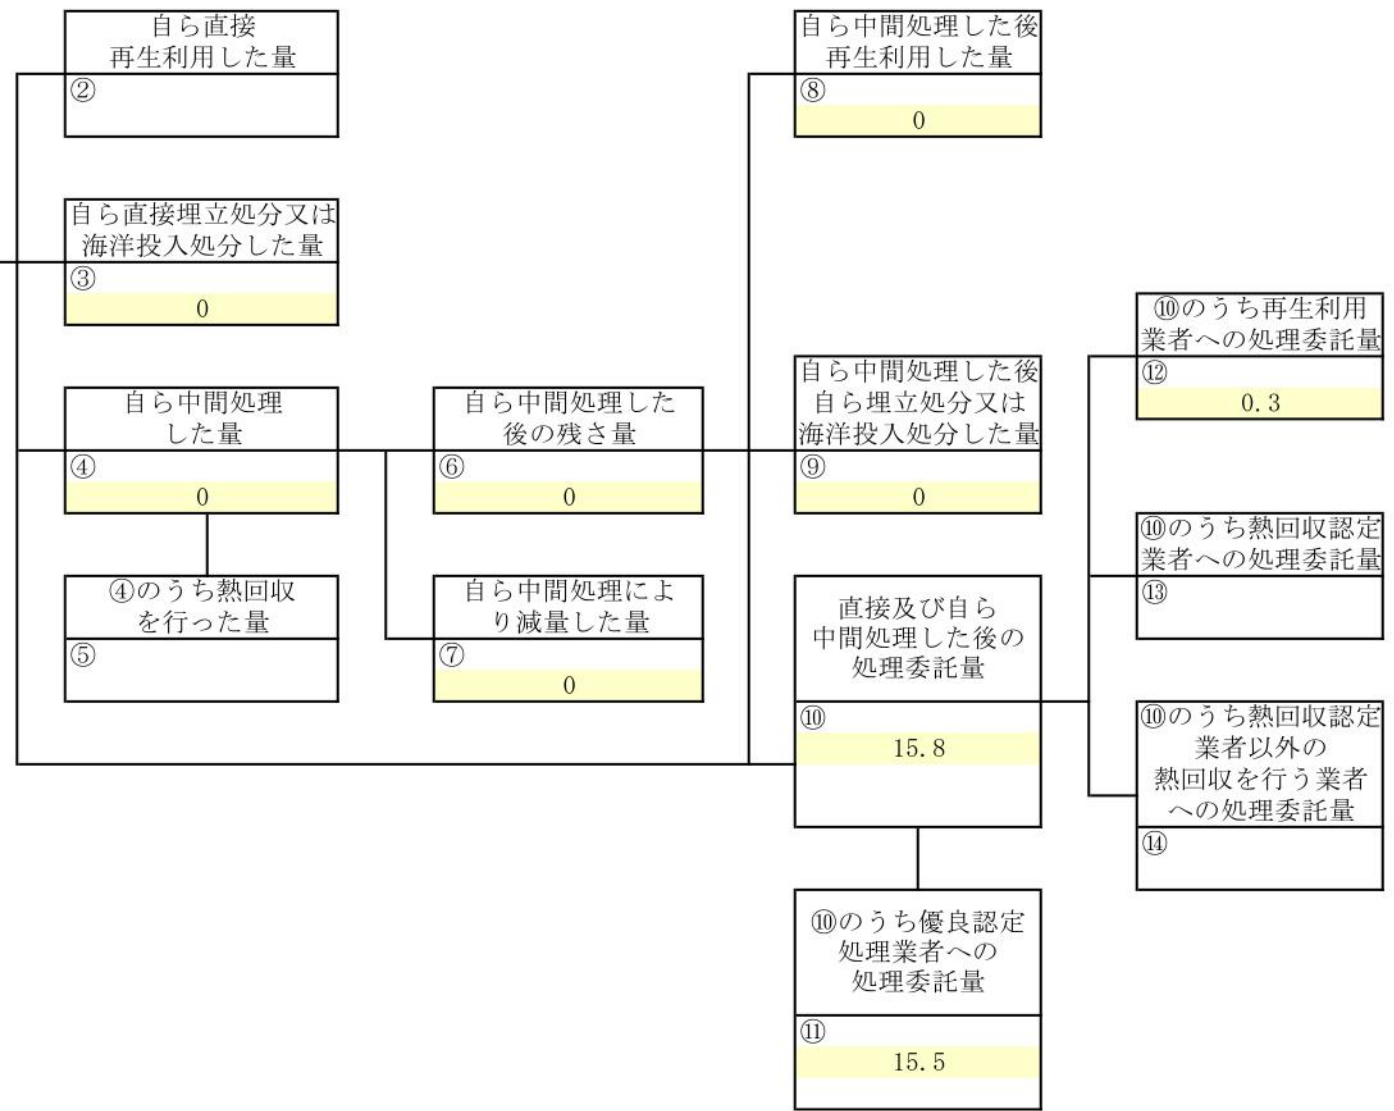 自ら直接
再生利用した量
②
自ら直接埋立処分又は
海洋投入処分した量
③
0
自ら中間処理
した量
④
0
④のうち熱回収
を行った量
⑤
自ら中間処理した
後の残さ量
⑥
0
自ら中間処理によ
り減量した量
⑦
0
自ら中間処理した後
再生利用した量
⑧
0
自ら中間処理した後
自ら埋立処分又は
海洋投入処分した量
⑨
0
直接及び自ら
中間処理した後の
処理委託量
⑩
15.8
⑩のうち優良認定
処理業者への
処理委託量
⑪
15.5
⑩のうち再生利用
業者への処理委託量
⑫
0.3
⑩のうち熱回収認定
業者への処理委託量
⑬
⑩のうち熱回収認定
業者以外の
熱回収を行う業者
への処理委託量
⑭